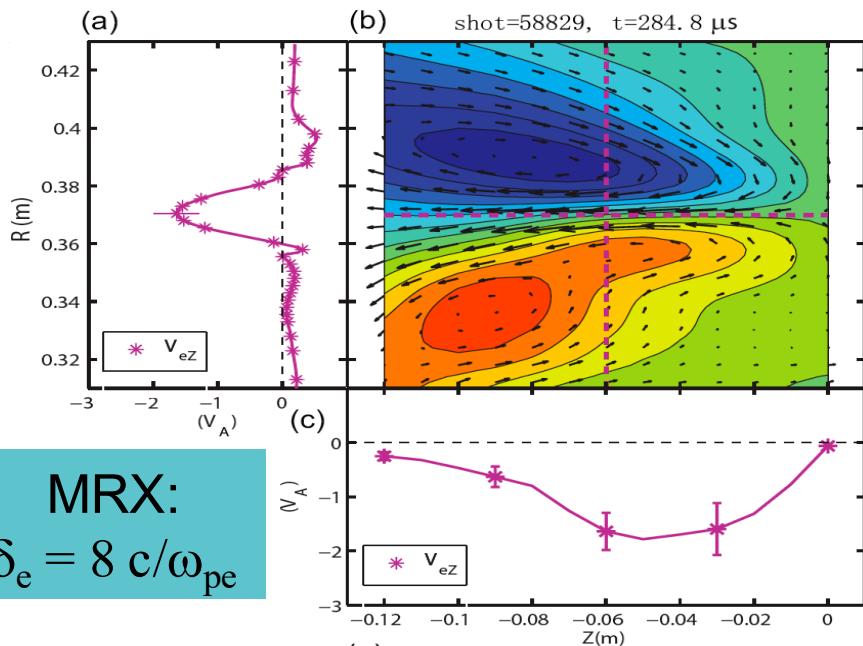 (a)
(b)
shot=58829, t=284.8 μs
0.42
0.4
0.38
0.36
0.34
0.32
R (m)
V_eZ
−3
−2
−1
0
(V_A)
(c)
0
−1
−2
−3
(V_A)
V_eZ
−0.12
−0.1
−0.08
−0.06
−0.04
−0.02
0
Z(m)
MRX:
δ_e = 8 c/ω_pe